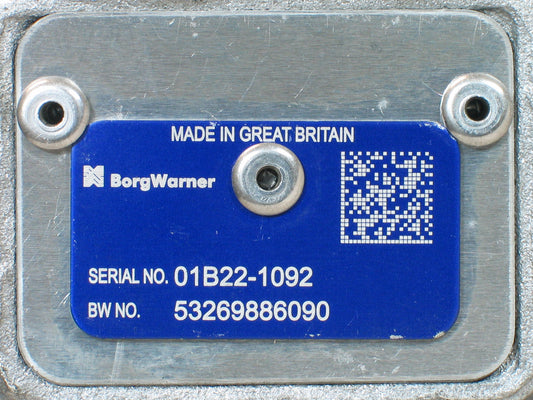 MADE IN GREAT BRITAIN
BorgWarner
SERIAL NO. 01B22-1092
BW NO. 53269886090